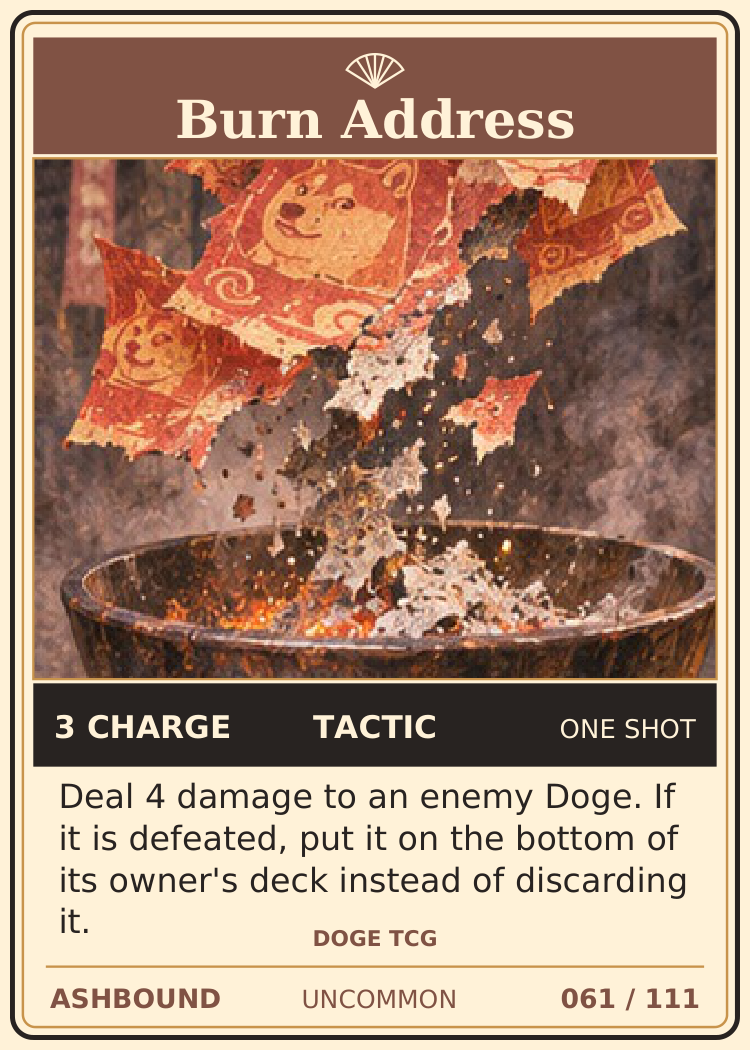 Burn Address
3 CHARGE TACTIC ONE SHOT
Deal 4 damage to an enemy Doge. If
it is defeated, put it on the bottom of
its owner's deck instead of discarding
it.
DOGE TCG
ASHBOUND UNCOMMON 061 / 111